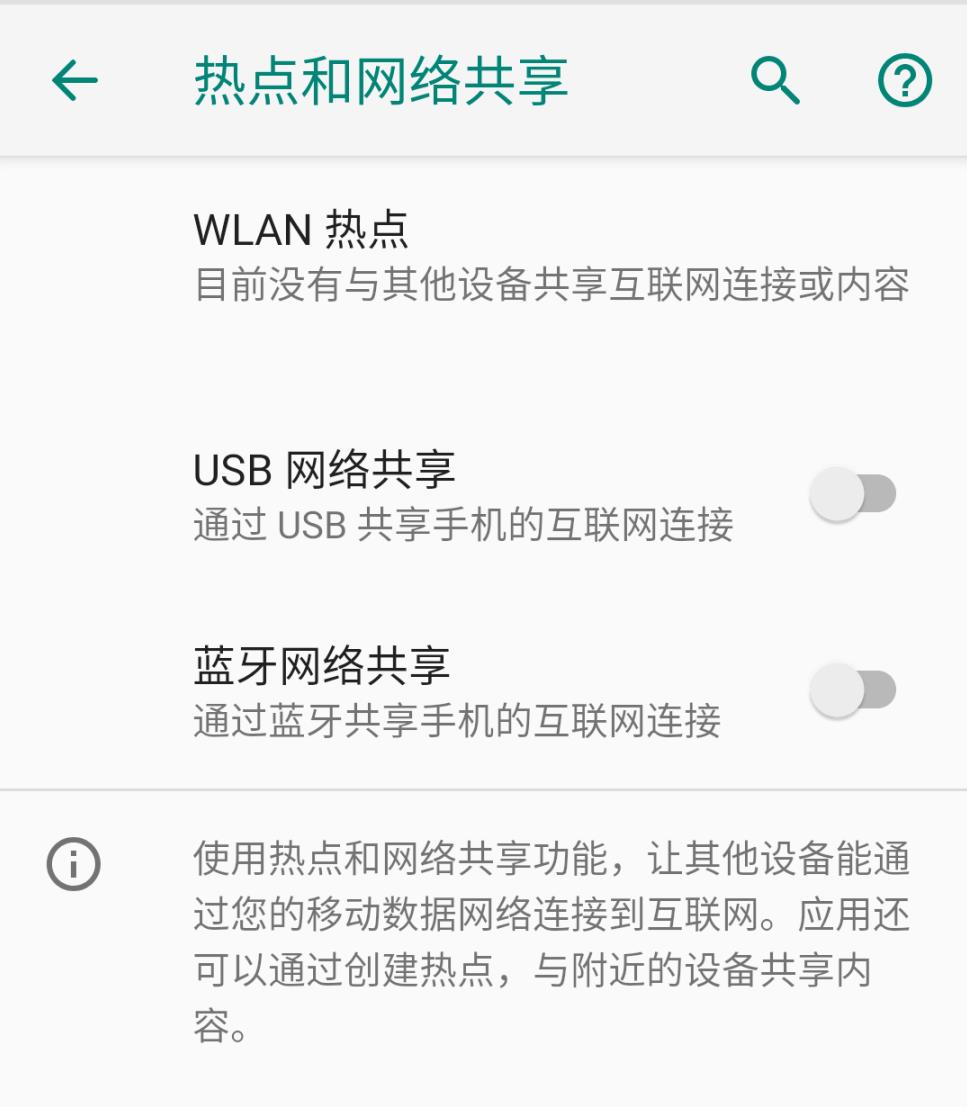 热点和网络共享
WLAN 热点
目前没有与其他设备共享互联网连接或内容
USB 网络共享
通过 USB 共享手机的互联网连接
蓝牙网络共享
通过蓝牙共享手机的互联网连接
使用热点和网络共享功能，让其他设备能通
过您的移动数据网络连接到互联网。应用还
可以通过创建热点，与附近的设备共享内
容。